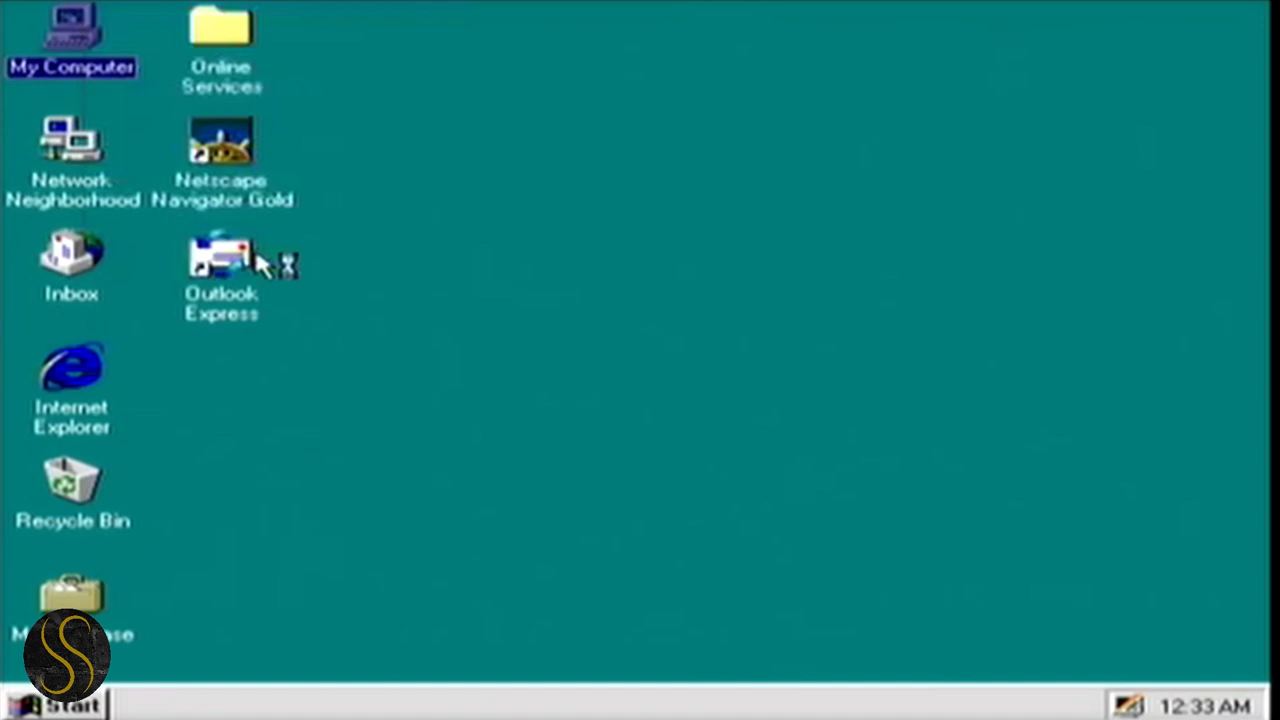 My Computer
Online
Services
Network
Neighborhood
Netscape
Navigator Gold
Inbox
Outlook
Express
Internet
Explorer
Recycle Bin
Start
12:33 AM